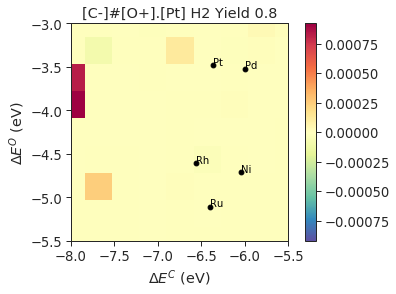 [C-]#[O+].[Pt] H2 Yield 0.8
−3.0
−3.5
−4.0
−4.5
−5.0
−5.5
ΔE^O (eV)
Pt
Pd
Rh
Ni
Ru
−8.0 −7.5 −7.0 −6.5 −6.0 −5.5
ΔE^C (eV)
0.00075
0.00050
0.00025
0.00000
−0.00025
−0.00050
−0.00075